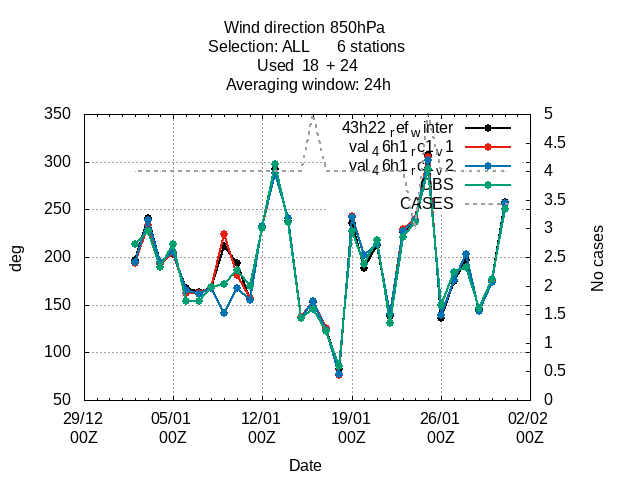 Wind direction 850hPa
Selection: ALL 6 stations
Used 18 + 24
Averaging window: 24h
350
300
250
200
150
100
50
5
4.5
4
3.5
3
2.5
2
1.5
1
0.5
0
43h22_ref_winter
val_46h1_rc1_v1
val_46h1_rc1_v2
OBS
CASES
deg
No cases
29/12 05/01 12/01 19/01 26/01 02/02
00Z 00Z 00Z 00Z 00Z 00Z
Date